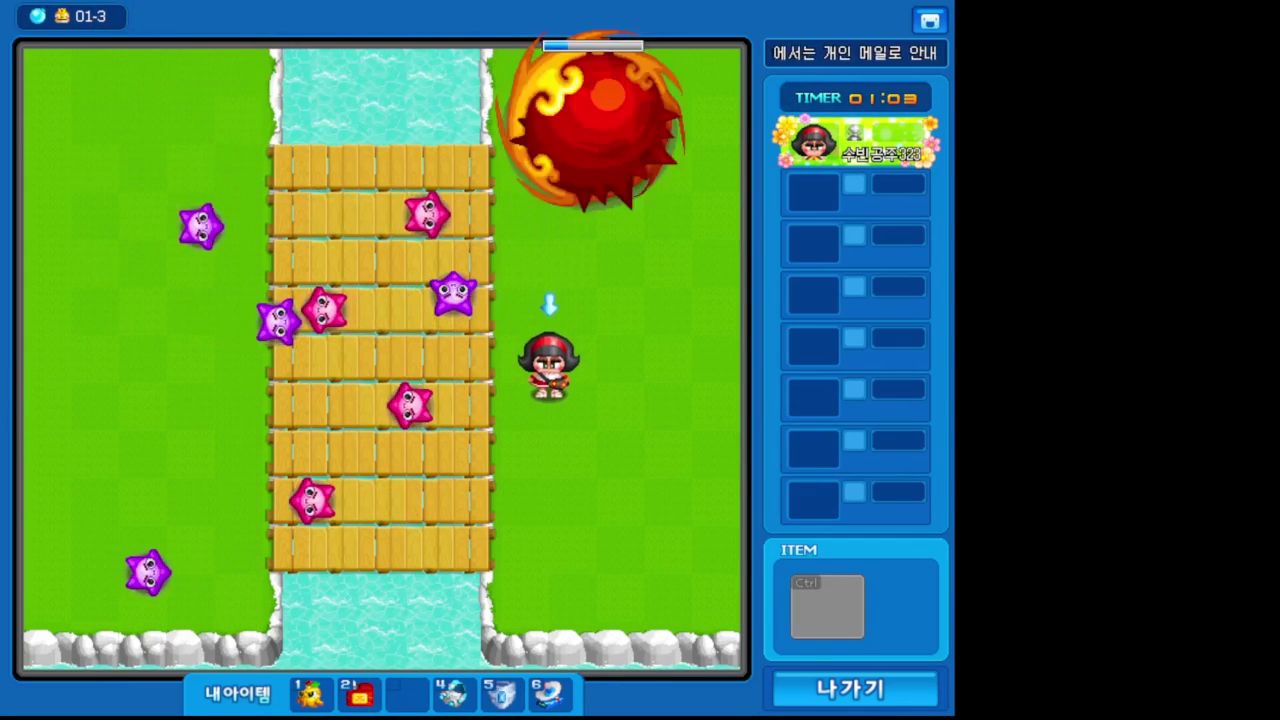 01-3
에서는 개인 메일로 안내
TIMER 01:03
수빈공주323
ITEM
Ctrl
내 아이템
1
2
4
5
6
나가기